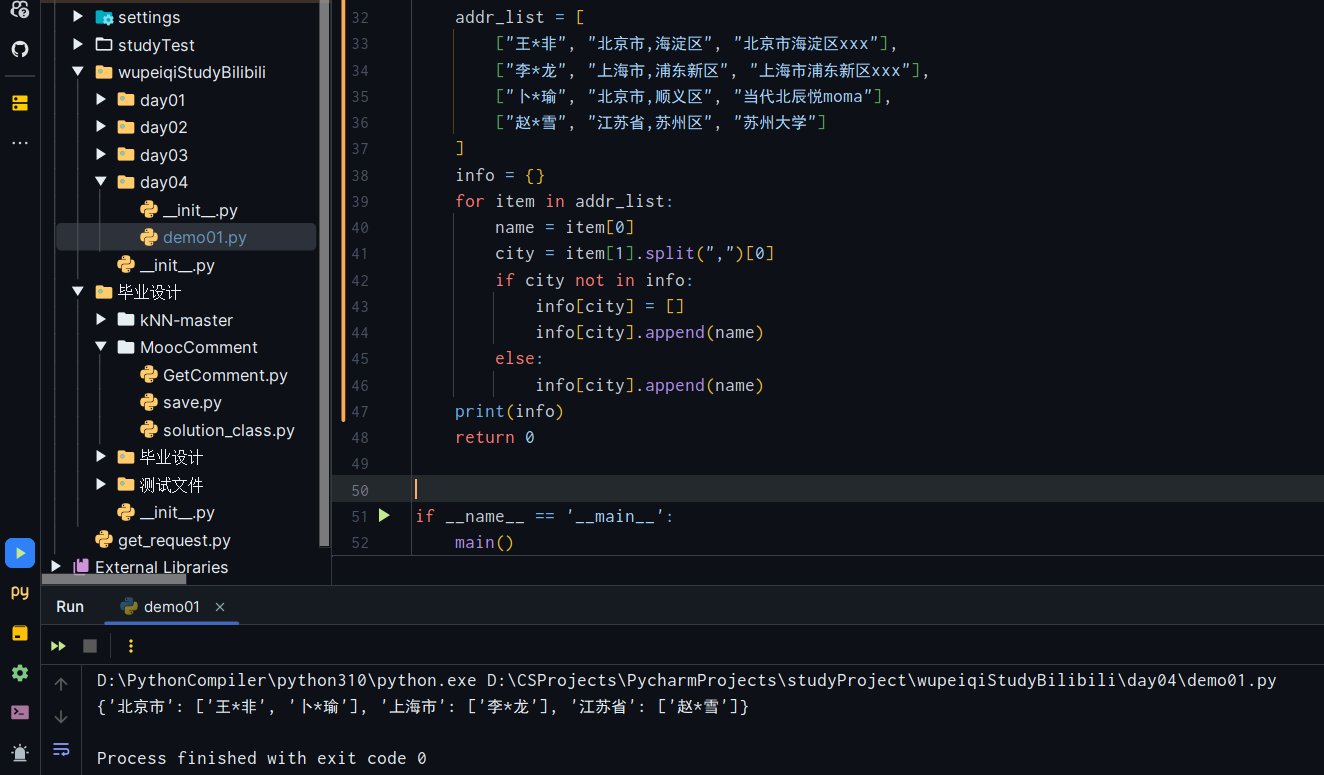 settings
studyTest
wupeiqiStudyBilibili
day01
day02
day03
day04
__init__.py
demo01.py
__init__.py
毕业设计
kNN-master
MoocComment
GetComment.py
save.py
solution_class.py
毕业设计
测试文件
__init__.py
get_request.py
External Libraries
32 addr_list = [
33 ["王*非", "北京市,海淀区", "北京市海淀区xxx"],
34 ["李*龙", "上海市,浦东新区", "上海市浦东新区xxx"],
35 ["卜*瑜", "北京市,顺义区", "当代北辰悦moma"],
36 ["赵*雪", "江苏省,苏州区", "苏州大学"]
37 ]
38 info = {}
39 for item in addr_list:
40 name = item[0]
41 city = item[1].split(",")[0]
42 if city not in info:
43 info[city] = []
44 info[city].append(name)
45 else:
46 info[city].append(name)
47 print(info)
48 return 0
49
50
51 if __name__ == '__main__':
52 main()
py
Run demo01
D:\PythonCompiler\python310\python.exe D:\CSProjects\PycharmProjects\studyProject\wupeiqiStudyBilibili\day04\demo01.py
{'北京市': ['王*非', '卜*瑜'], '上海市': ['李*龙'], '江苏省': ['赵*雪']}
Process finished with exit code 0